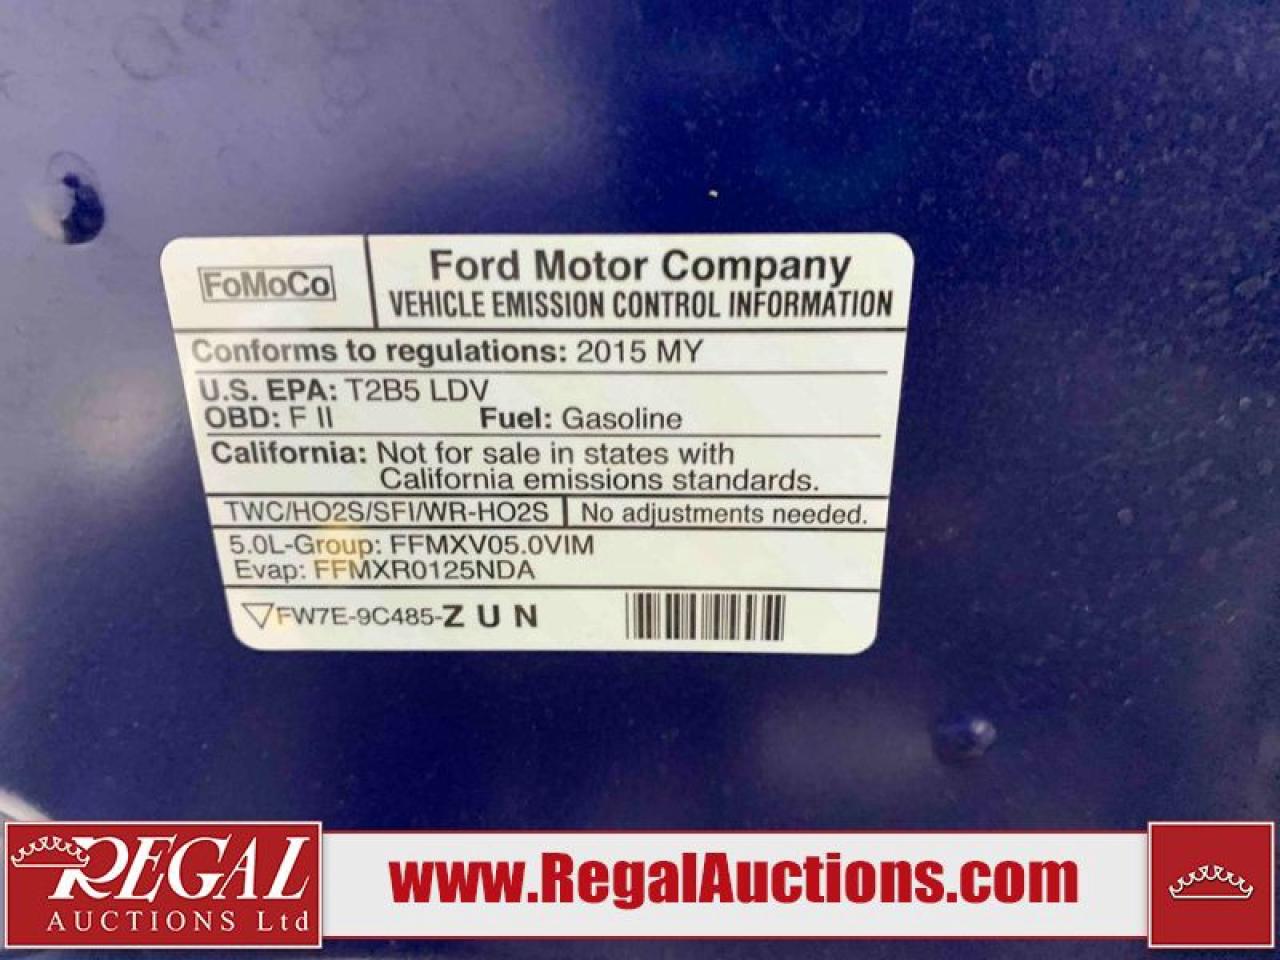 FoMoCo
Ford Motor Company
VEHICLE EMISSION CONTROL INFORMATION
Conforms to regulations: 2015 MY
U.S. EPA: T2B5 LDV
OBD: F II Fuel: Gasoline
California: Not for sale in states with
California emissions standards.
TWC/HO2S/SFI/WR-HO2S No adjustments needed.
5.0L-Group: FFMXV05.0VIM
Evap: FFMXR0125NDA
FW7E-9C485-ZUN
REGAL
AUCTIONS Ltd
www.RegalAuctions.com